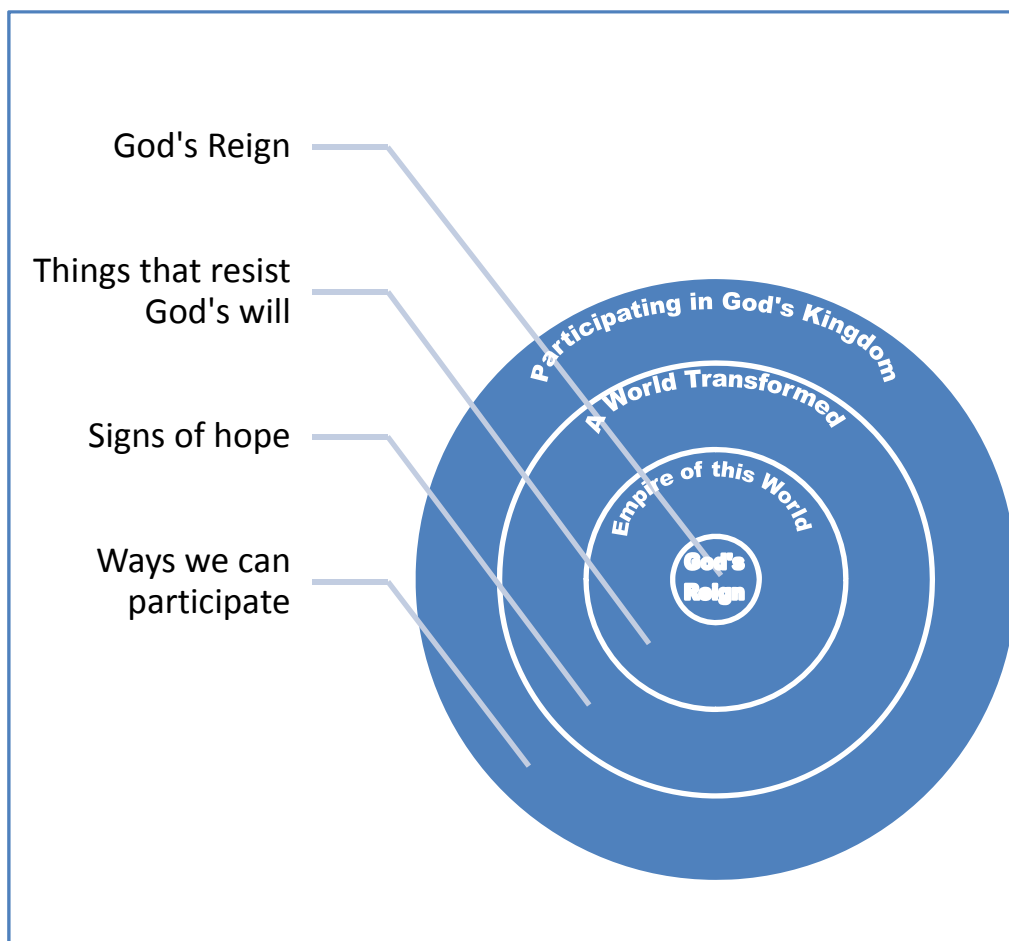 God's Reign
Things that resist
God's will
Signs of hope
Ways we can
participate
Participating in God's Kingdom
A World Transformed
Empire of this World
God's
Reign